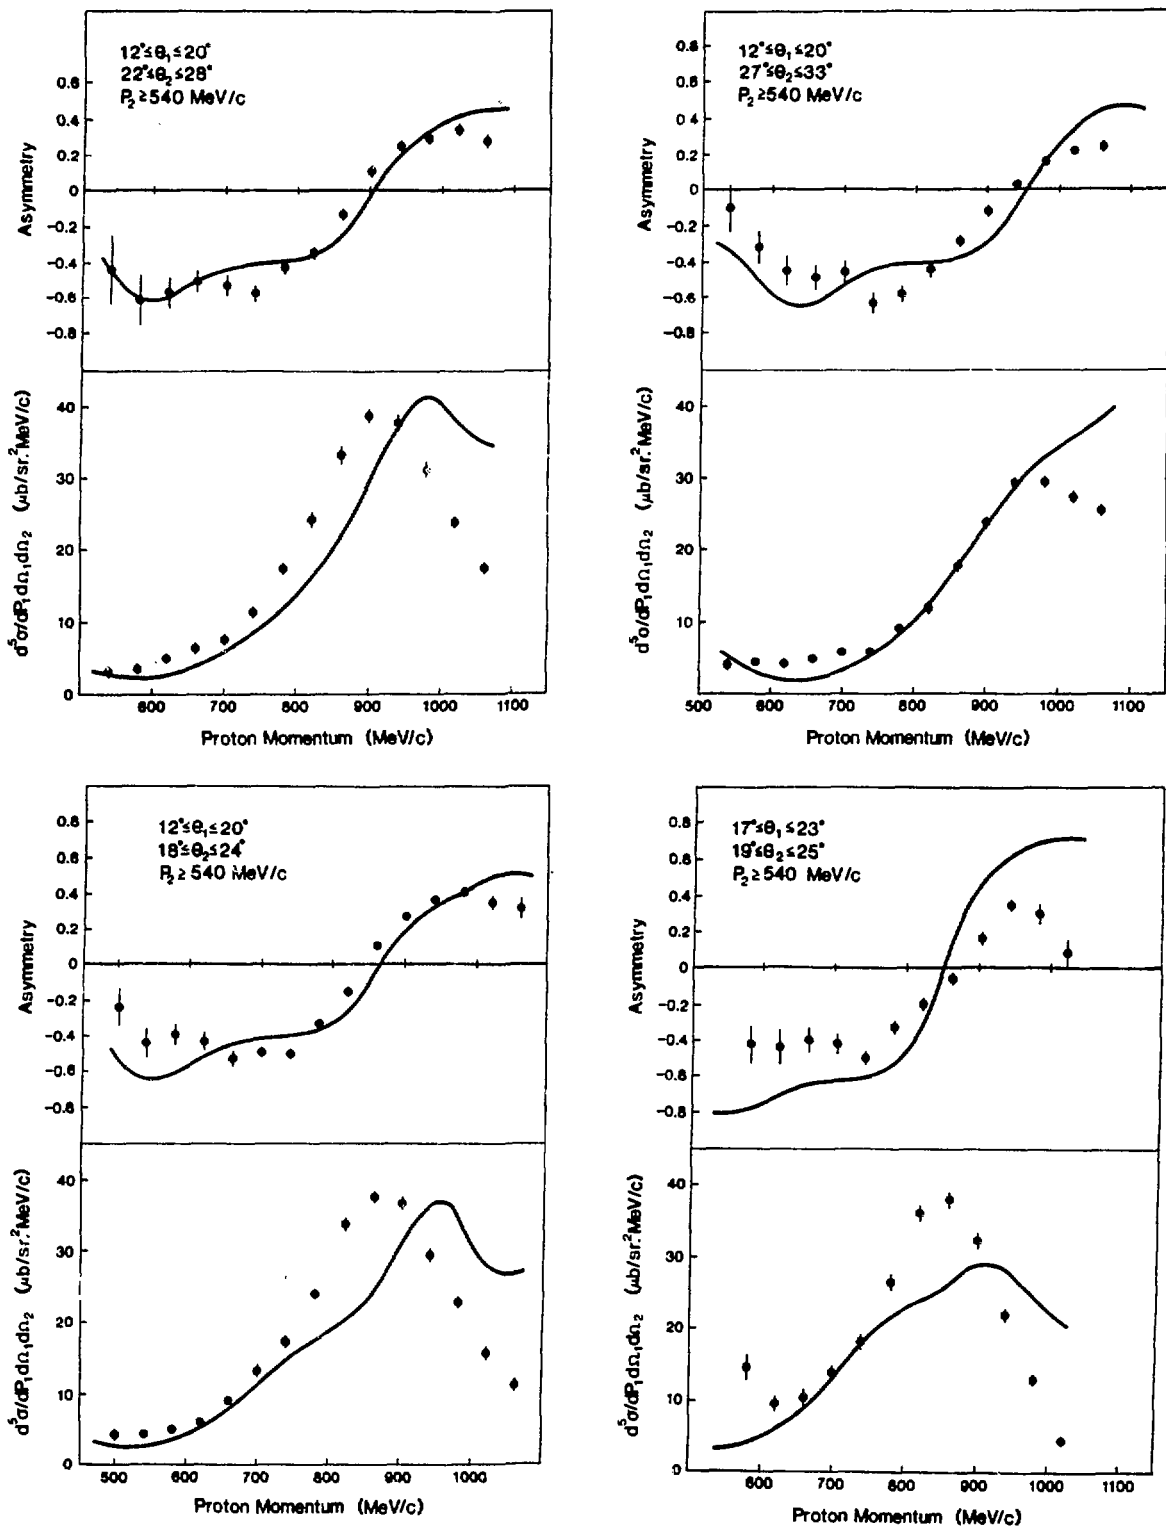 12°≤θ₁≤20°
22°≤θ₂≤28°
P₂≥540 MeV/c
0.6
0.4
0.2
0
-0.2
-0.4
-0.6
-0.8
Asymmetry
40
30
20
10
0
d⁵σ/dP₁dΩ₁dΩ₂ (μb/sr.²MeV/c)
600 700 800 900 1000 1100
Proton Momentum (MeV/c)
12°≤θ₁≤20°
27°≤θ₂≤33°
P₂≥540 MeV/c
0.8
0.6
0.4
0.2
0
-0.2
-0.4
-0.6
-0.8
Asymmetry
40
30
20
10
d⁵σ/dP₁dΩ₁dΩ₂ (μb/sr.²MeV/c)
500 600 700 800 900 1000 1100
Proton Momentum (MeV/c)
12°≤θ₁≤20°
18°≤θ₂≤24°
P₂≥540 MeV/c
0.8
0.6
0.4
0.2
0
-0.2
-0.4
-0.6
-0.8
Asymmetry
40
30
20
10
0
d⁵σ/dP₁dΩ₁dΩ₂ (μb/sr.²MeV/c)
500 600 700 800 900 1000
Proton Momentum (MeV/c)
17°≤θ₁≤23°
19°≤θ₂≤25°
P₂≥540 MeV/c
0.8
0.6
0.4
0.2
0
-0.2
-0.4
-0.6
-0.8
Asymmetry
40
30
20
10
0
d⁵σ/dP₁dΩ₁dΩ₂ (μb/sr.²MeV/c)
600 700 800 900 1000 1100
Proton Momentum (MeV/c)